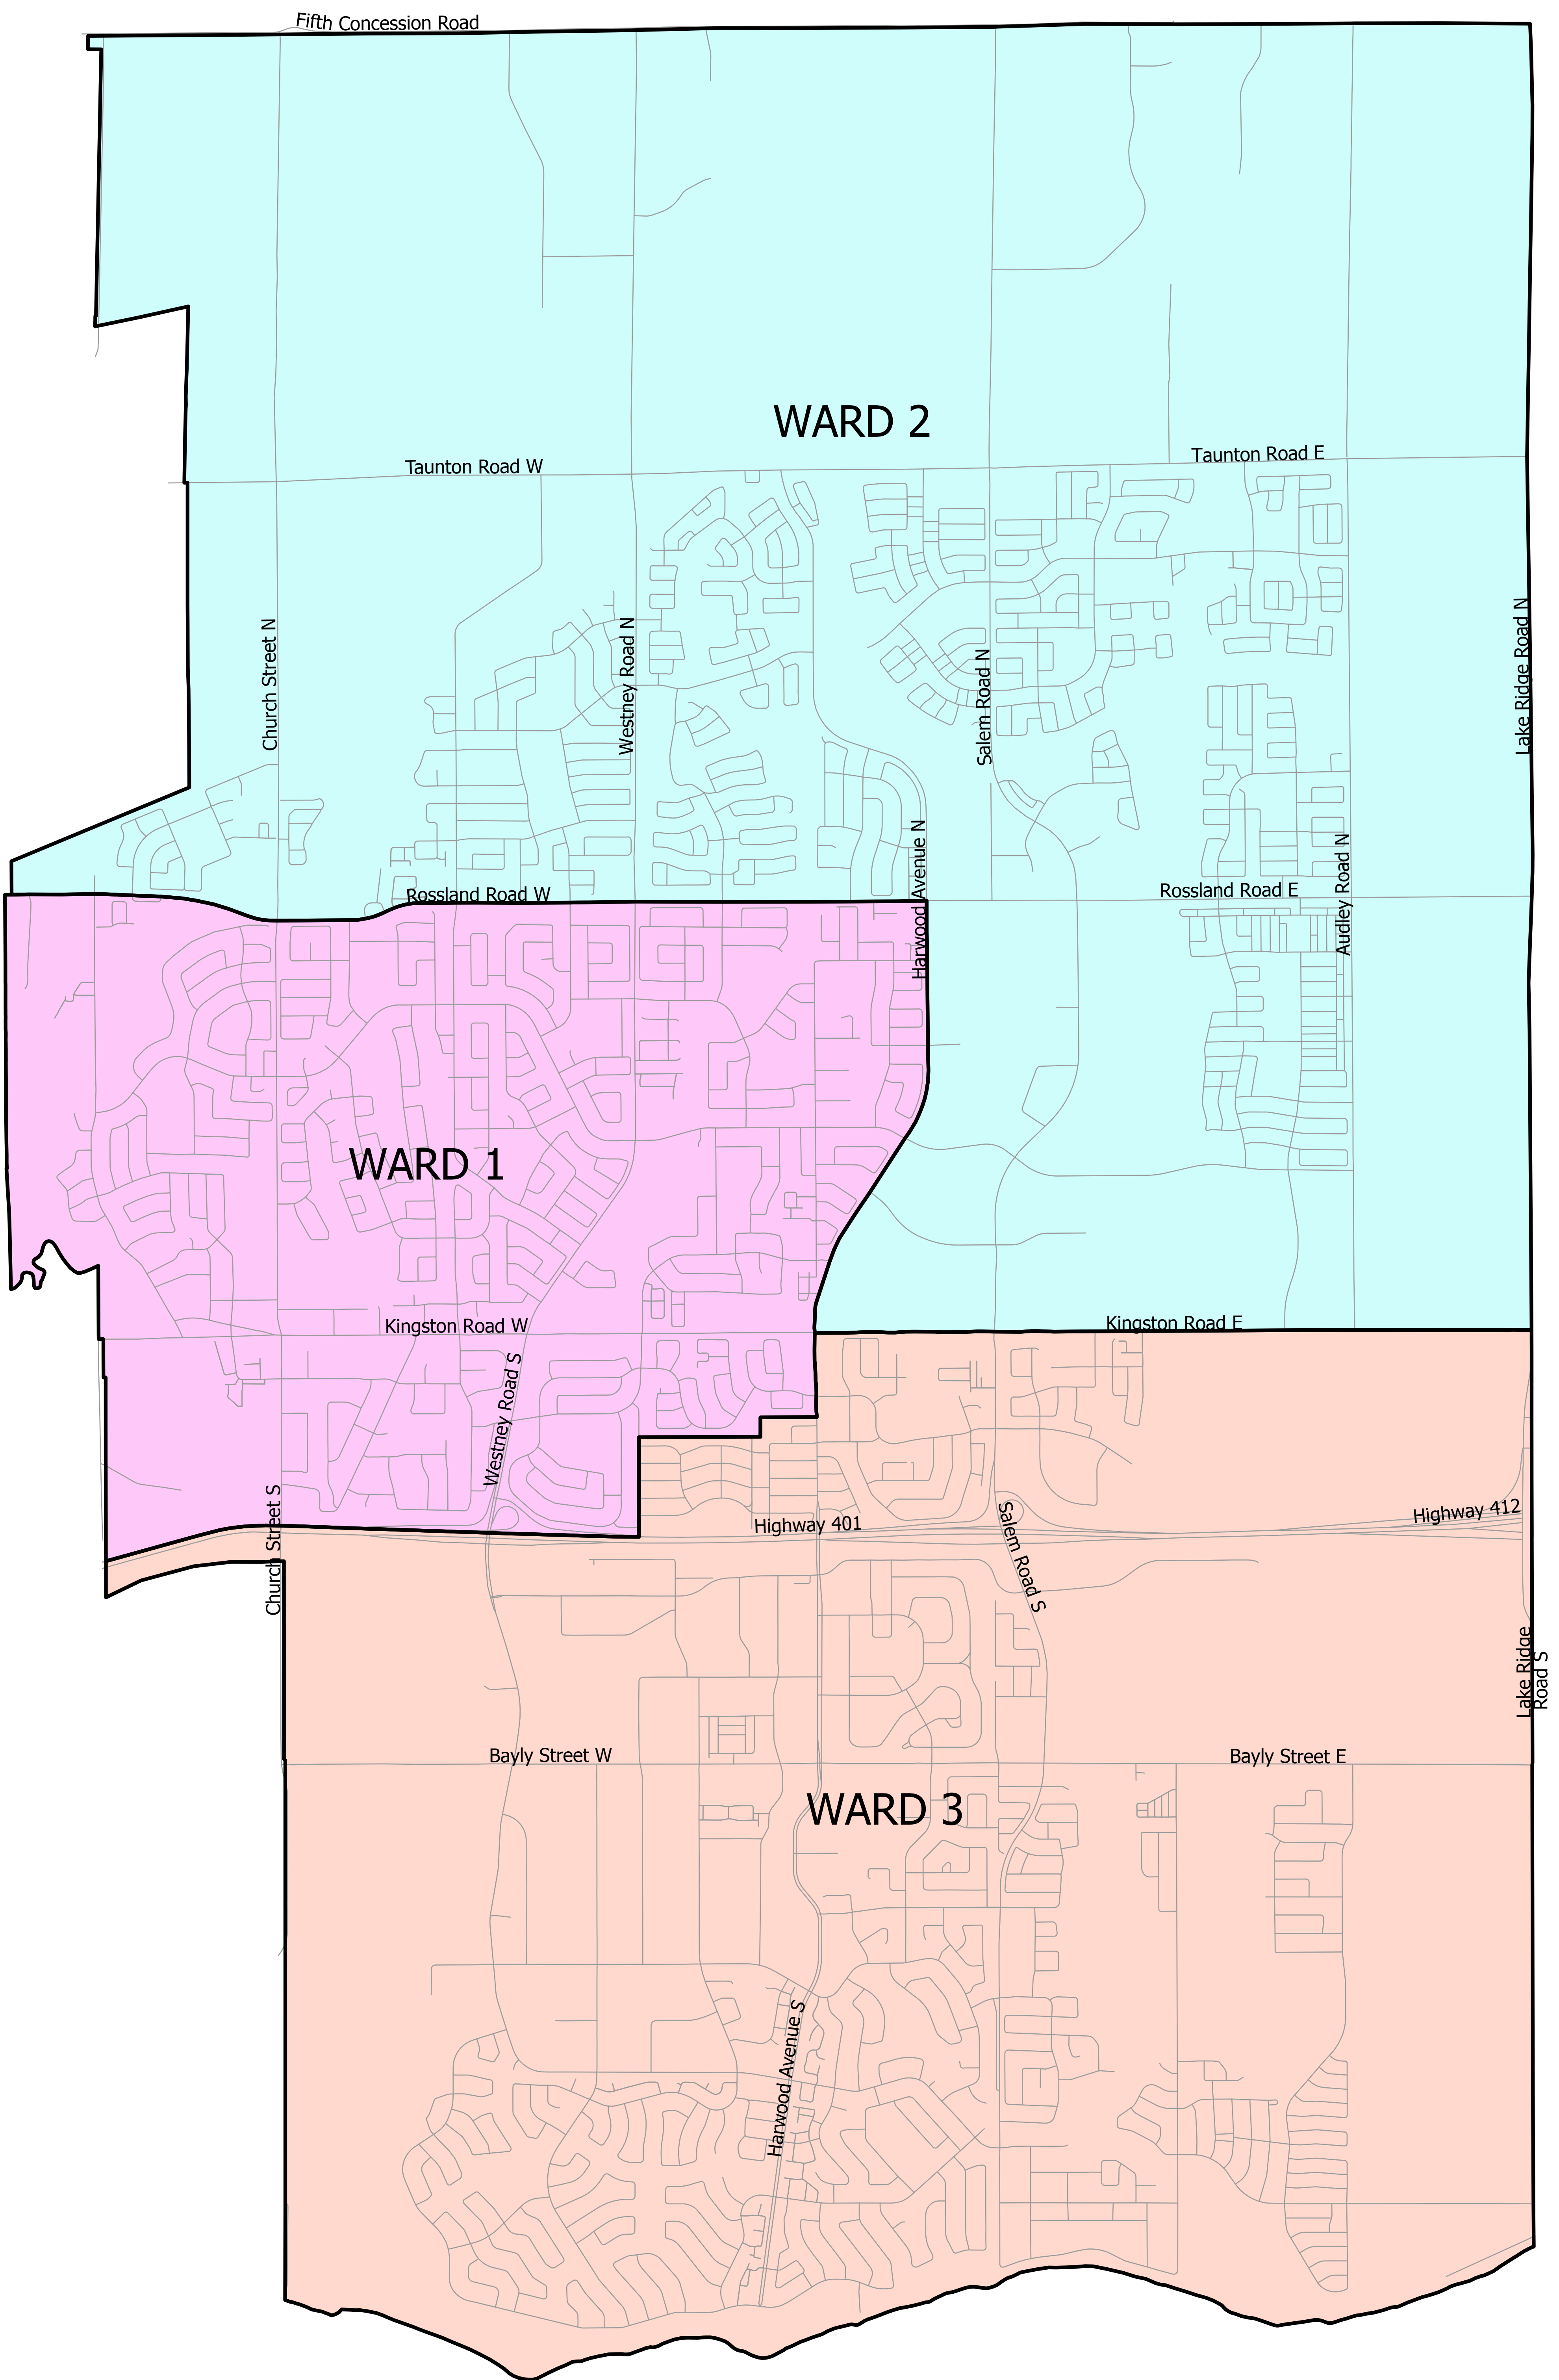 Fifth Concession Road
WARD 2
Taunton Road W
Taunton Road E
Church Street N
Westney Road N
Salem Road N
Lake Ridge Road N
Harwood Avenue N
Audley Road N
Rossland Road W
Rossland Road E
WARD 1
Kingston Road W
Kingston Road E
Westney Road S
Church Street S
Highway 401
Highway 412
Salem Road S
Lake Ridge
Road S
Bayly Street W
Bayly Street E
WARD 3
Harwood Avenue S